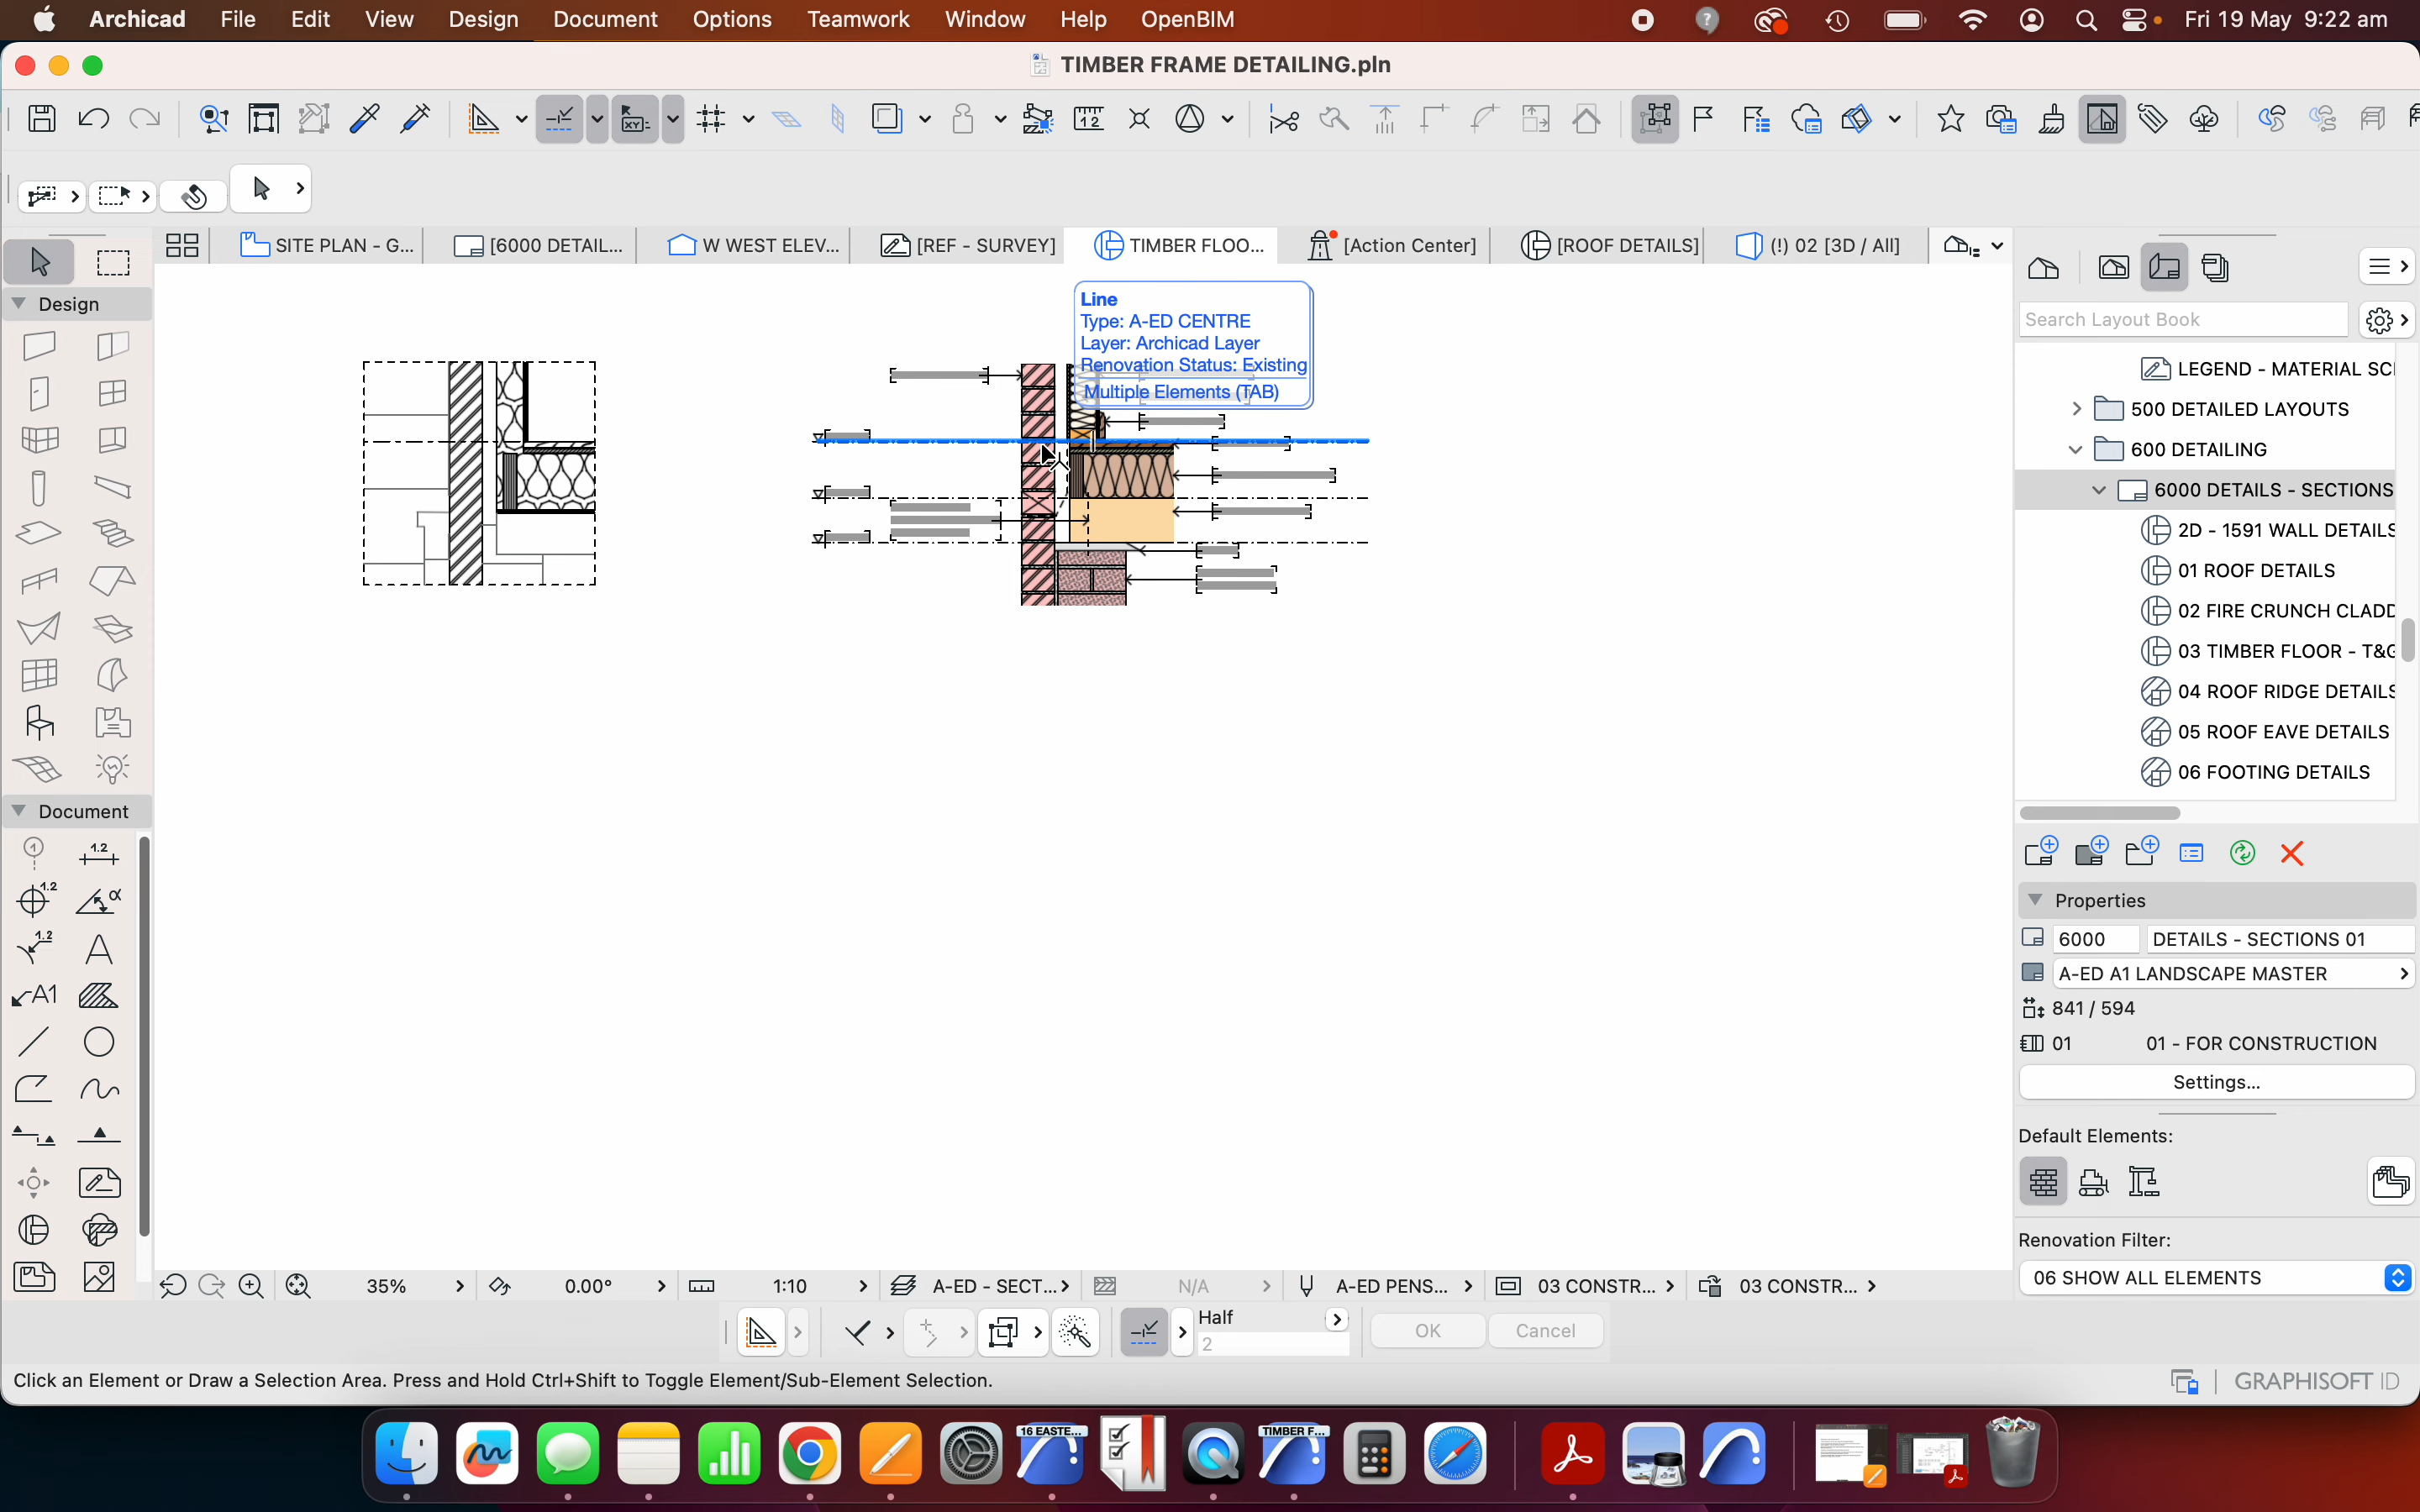 Archicad File Edit View Design Document Options Teamwork Window Help OpenBIM
Fri 19 May 9:22 am
TIMBER FRAME DETAILING.pln
SITE PLAN - G...
[6000 DETAIL...
W WEST ELEV...
[REF - SURVEY]
TIMBER FLOO...
[Action Center]
[ROOF DETAILS]
(!) 02 [3D / All]
Design
Line
Type: A-ED CENTRE
Layer: Archicad Layer
Renovation Status: Existing
Multiple Elements (TAB)
Search Layout Book
LEGEND - MATERIAL SC
500 DETAILED LAYOUTS
600 DETAILING
6000 DETAILS - SECTIONS
2D - 1591 WALL DETAILS
01 ROOF DETAILS
02 FIRE CRUNCH CLADD
03 TIMBER FLOOR - T&G
04 ROOF RIDGE DETAILS
05 ROOF EAVE DETAILS
06 FOOTING DETAILS
Document
Properties
6000 DETAILS - SECTIONS 01
A-ED A1 LANDSCAPE MASTER
841 / 594
01 01 - FOR CONSTRUCTION
Settings...
Default Elements:
Renovation Filter:
06 SHOW ALL ELEMENTS
35% 0.00° 1:10 A-ED - SECT... N/A A-ED PENS... 03 CONSTR... 03 CONSTR...
Half
2
OK Cancel
Click an Element or Draw a Selection Area. Press and Hold Ctrl+Shift to Toggle Element/Sub-Element Selection.
GRAPHISOFT ID
16 EASTE...
TIMBER F...